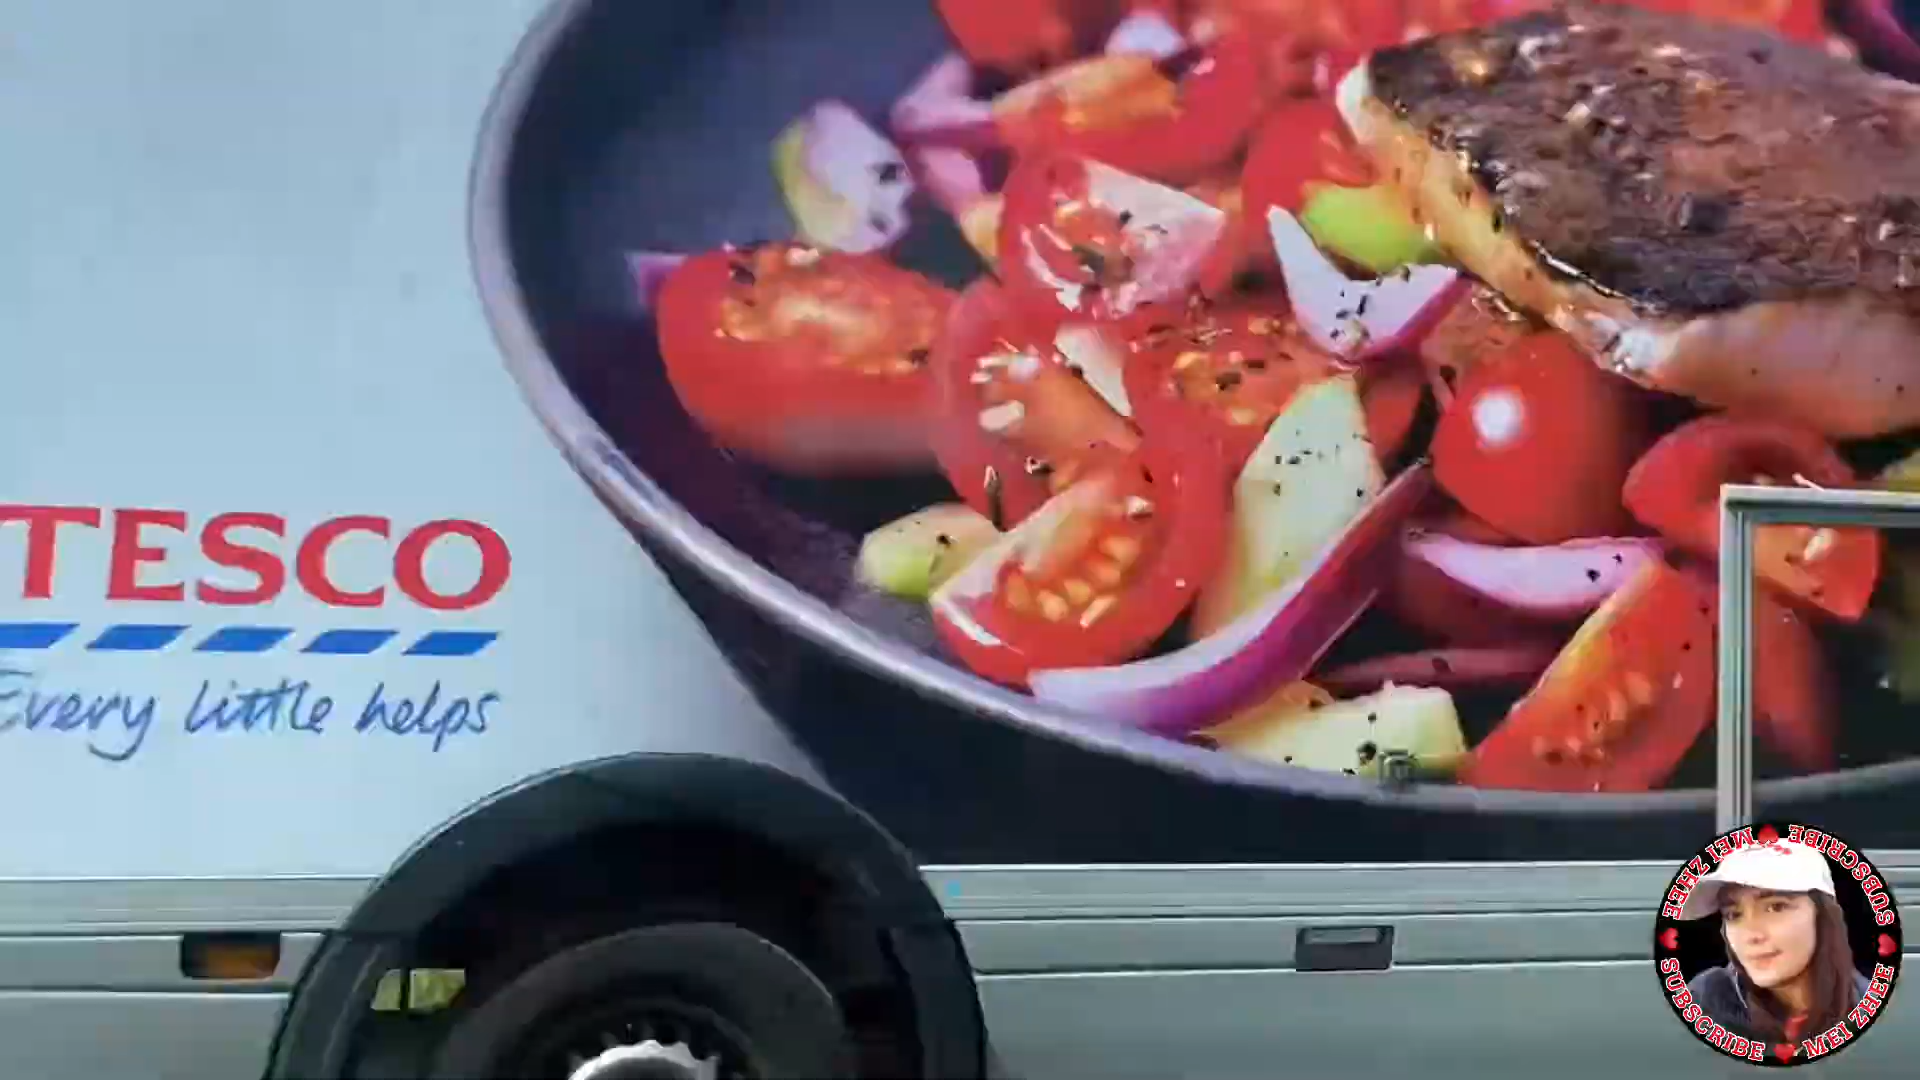 TESCO
Every little helps
SUBSCRIBE ♥ MEI ZHEE ♥ SUBSCRIBE ♥ MEI ZHEE ♥